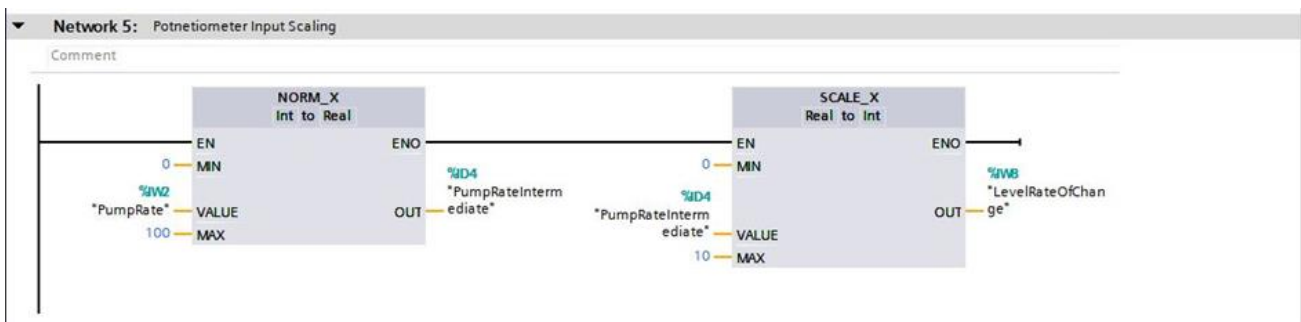 Network 5: Potnetiometer Input Scaling
Comment
NORM_X
Int to Real
EN ENO
0 MIN
%IW2
"PumpRate" VALUE
100 MAX
%ID4
"PumpRateInterm
OUT ediate"
SCALE_X
Real to Int
EN ENO
0 MIN
%ID4
"PumpRateInterm
ediate" VALUE
10 MAX
%IW8
"LevelRateOfChan
OUT ge"